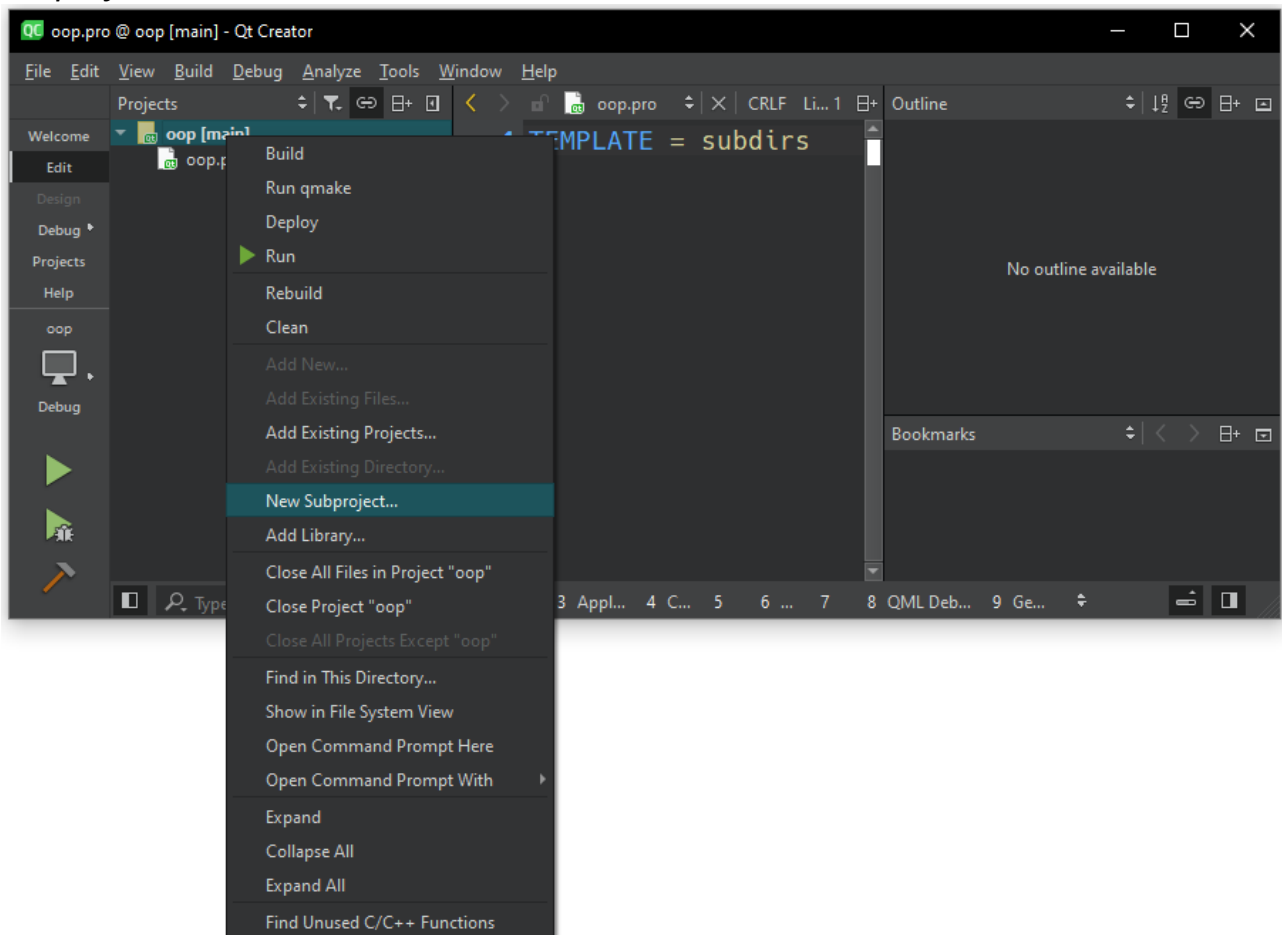 QC oop.pro @ oop [main] - Qt Creator
File Edit View Build Debug Analyze Tools Window Help
Projects
oop.pro CRLF Li... 1
Outline
Welcome
Edit
Design
Debug
Projects
Help
oop
Debug
oop [main]
oop.p
TEMPLATE = subdirs
Build
Run qmake
Deploy
Run
Rebuild
Clean
Add New...
Add Existing Files...
Add Existing Projects...
Add Existing Directory...
New Subproject...
Add Library...
Close All Files in Project "oop"
Close Project "oop"
Close All Projects Except "oop"
Find in This Directory...
Show in File System View
Open Command Prompt Here
Open Command Prompt With
Expand
Collapse All
Expand All
Find Unused C/C++ Functions
No outline available
Bookmarks
Type
3 Appl... 4 C... 5 6 ... 7 8 QML Deb... 9 Ge...